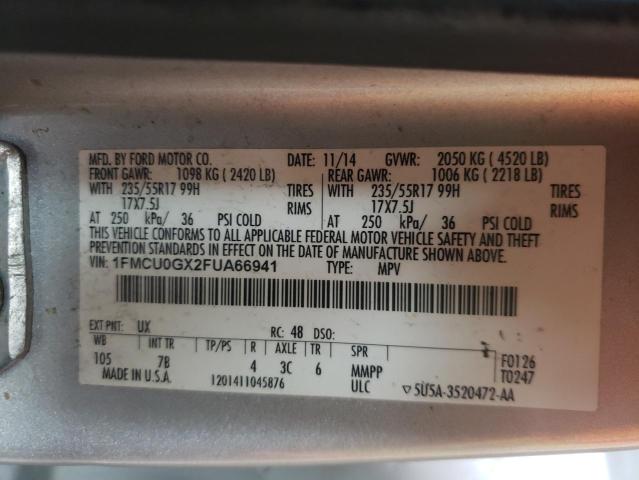 MFD. BY FORD MOTOR CO. DATE: 11/14 GVWR: 2050 KG ( 4520 LB)
FRONT GAWR: 1098 KG ( 2420 LB) REAR GAWR: 1006 KG ( 2218 LB)
WITH 235/55R17 99H TIRES WITH 235/55R17 99H TIRES
17X7.5J RIMS 17X7.5J RIMS
AT 250 kPa/ 36 PSI COLD AT 250 kPa/ 36 PSI COLD
THIS VEHICLE CONFORMS TO ALL APPLICABLE FEDERAL MOTOR VEHICLE SAFETY AND THEFT
PREVENTION STANDARDS IN EFFECT ON THE DATE OF MANUFACTURE SHOWN ABOVE.
VIN: 1FMCU0GX2FUA66941 TYPE: MPV
EXT PNT: UX RC: 48 DSO:
WB INT TR TP/PS R AXLE TR SPR
105 7B 4 3C 6 MMPP
MADE IN U.S.A. 1201411045876 ULC
F0126
T0247
▽5U5A-3520472-AA